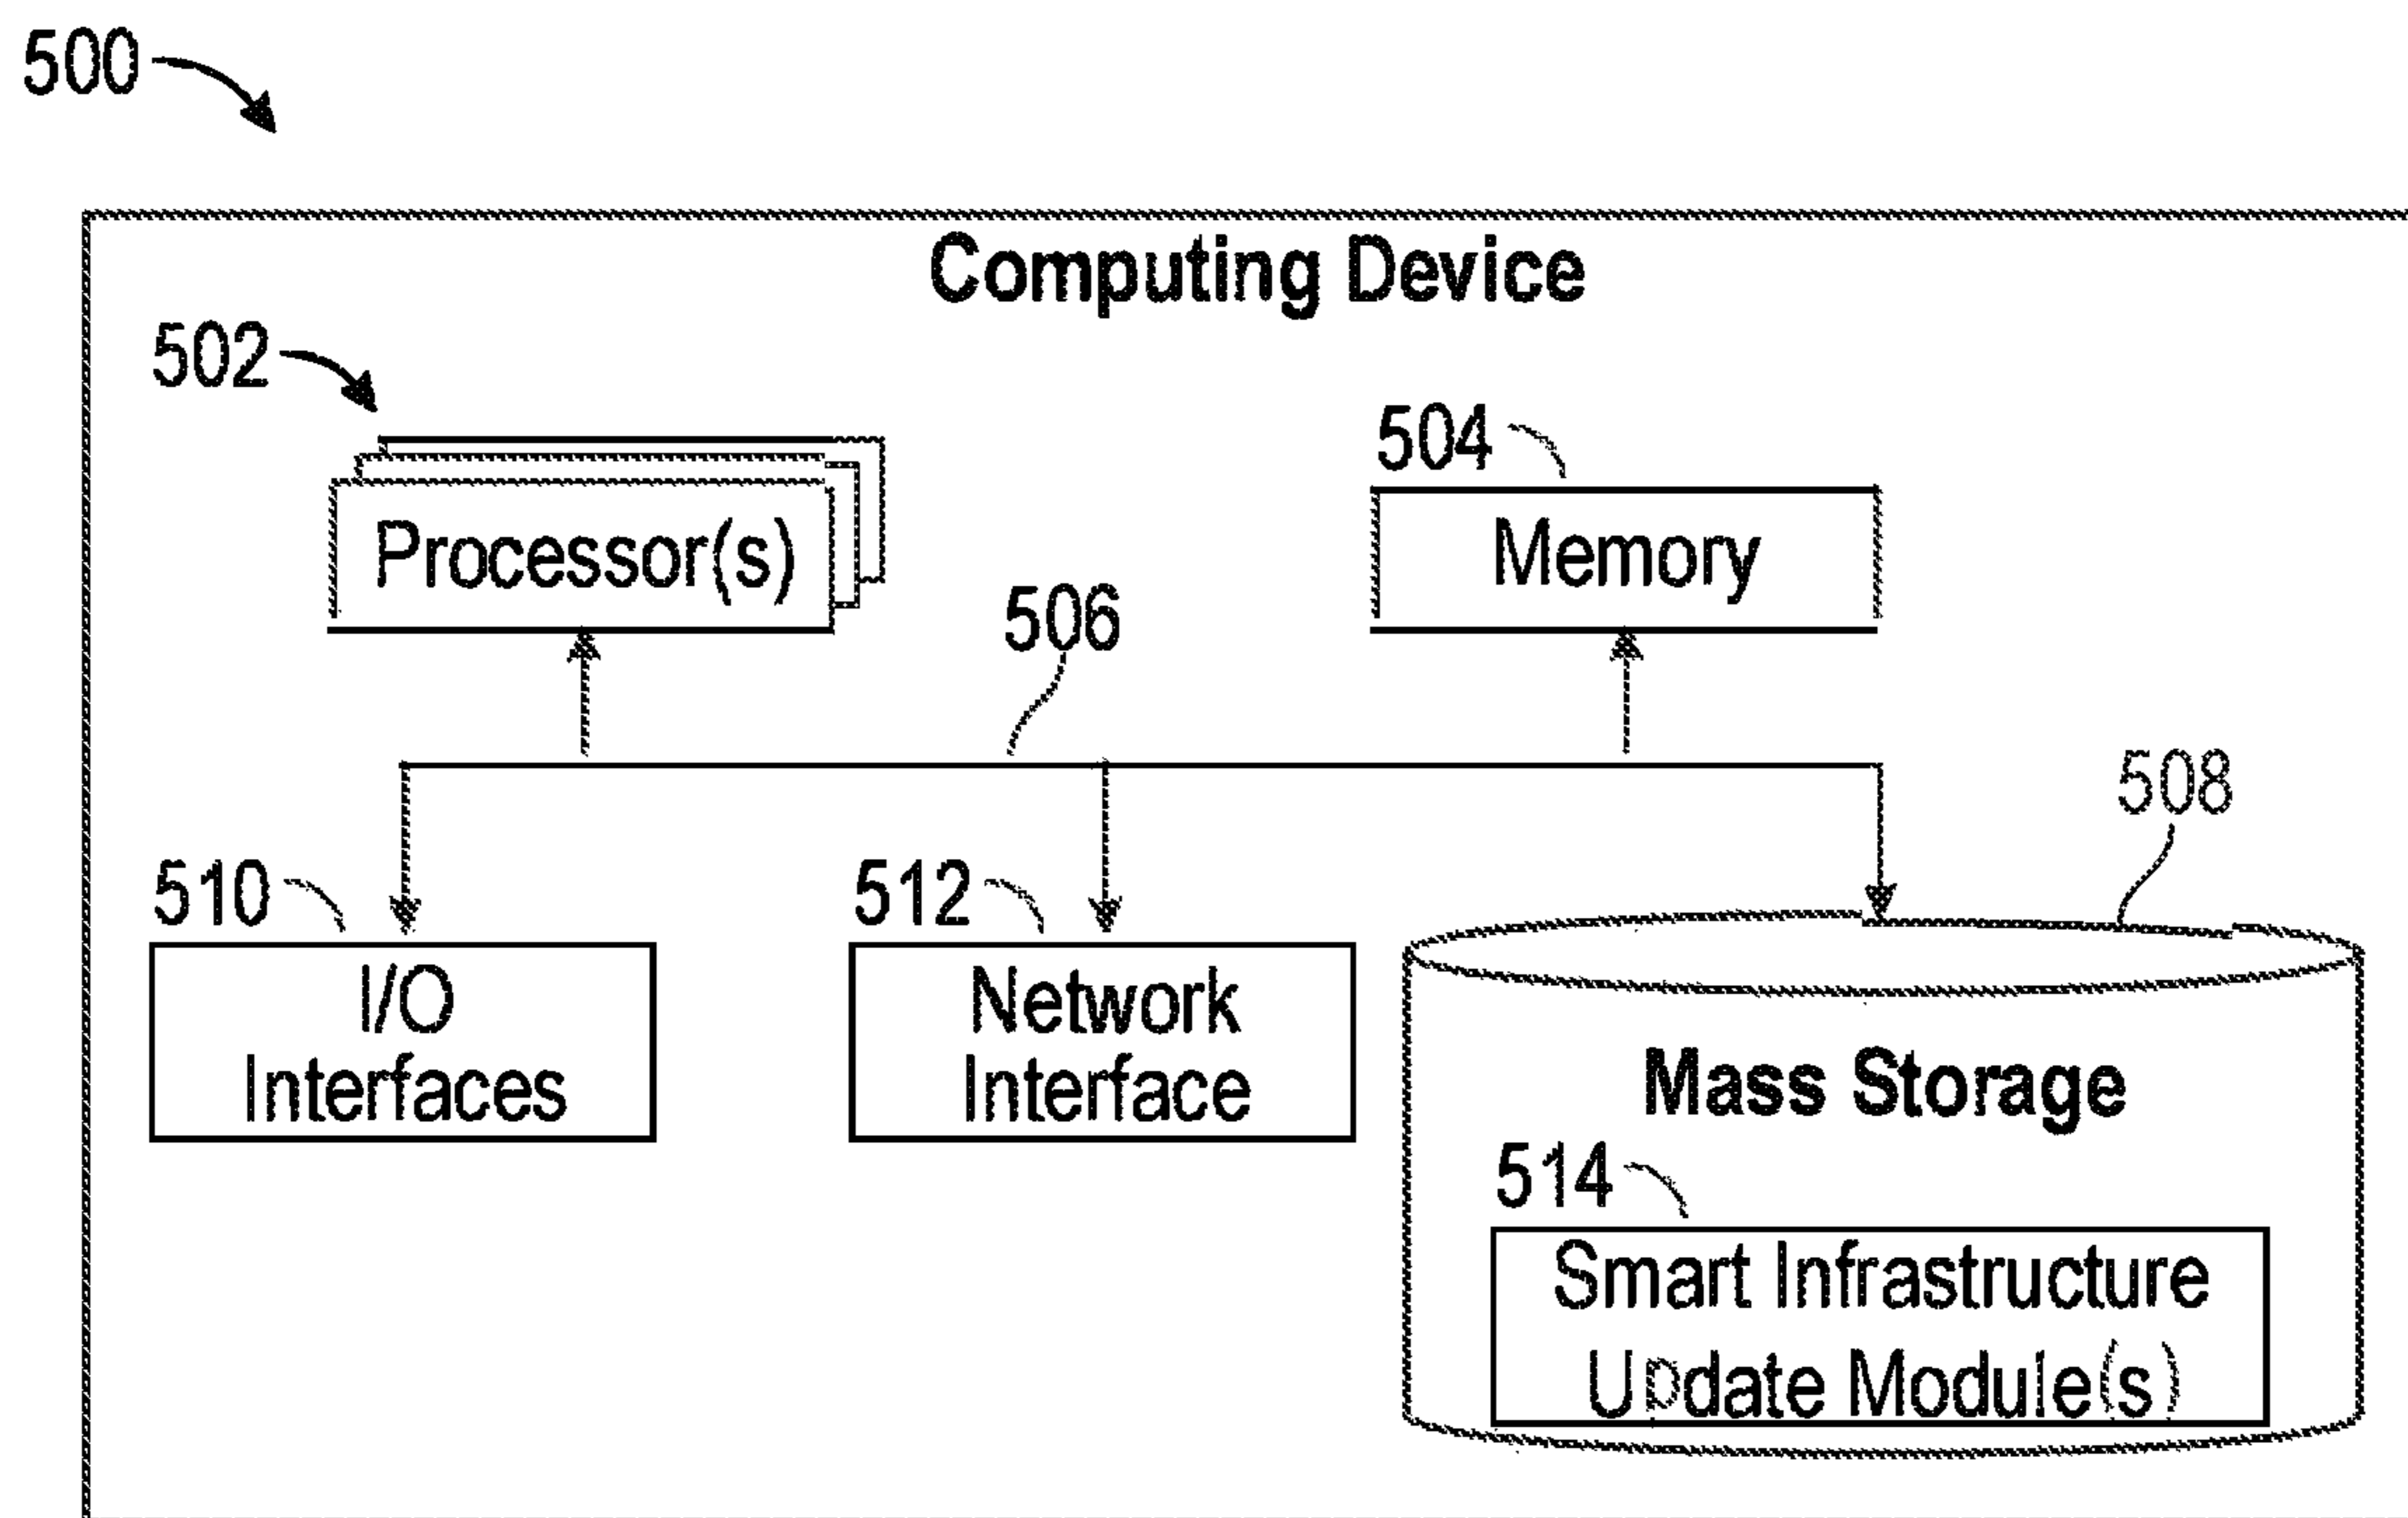 500
Computing Device
502
504
Processor(s)
Memory
506
508
510
512
I/O
Interfaces
Network
Interface
Mass Storage
514
Smart Infrastructure
Update Module(s)